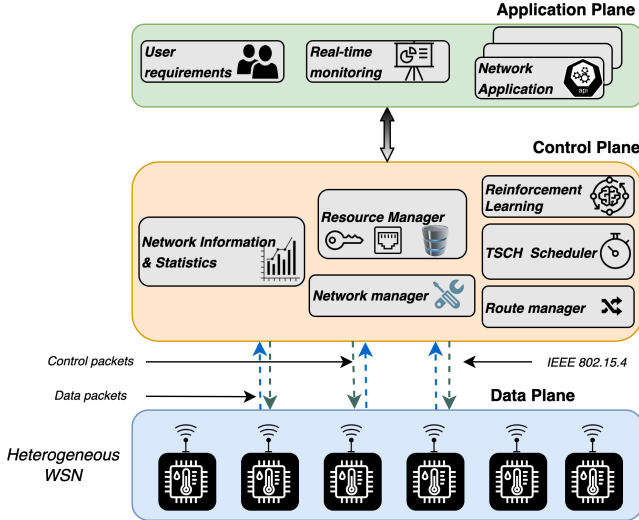 Application Plane
User
requirements
Real-time
monitoring
Network
Application
api
Control Plane
Network Information
& Statistics
Resource Manager
Network manager
Reinforcement
Learning
TSCH Scheduler
Route manager
Control packets
IEEE 802.15.4
Data packets
Data Plane
Heterogeneous
WSN